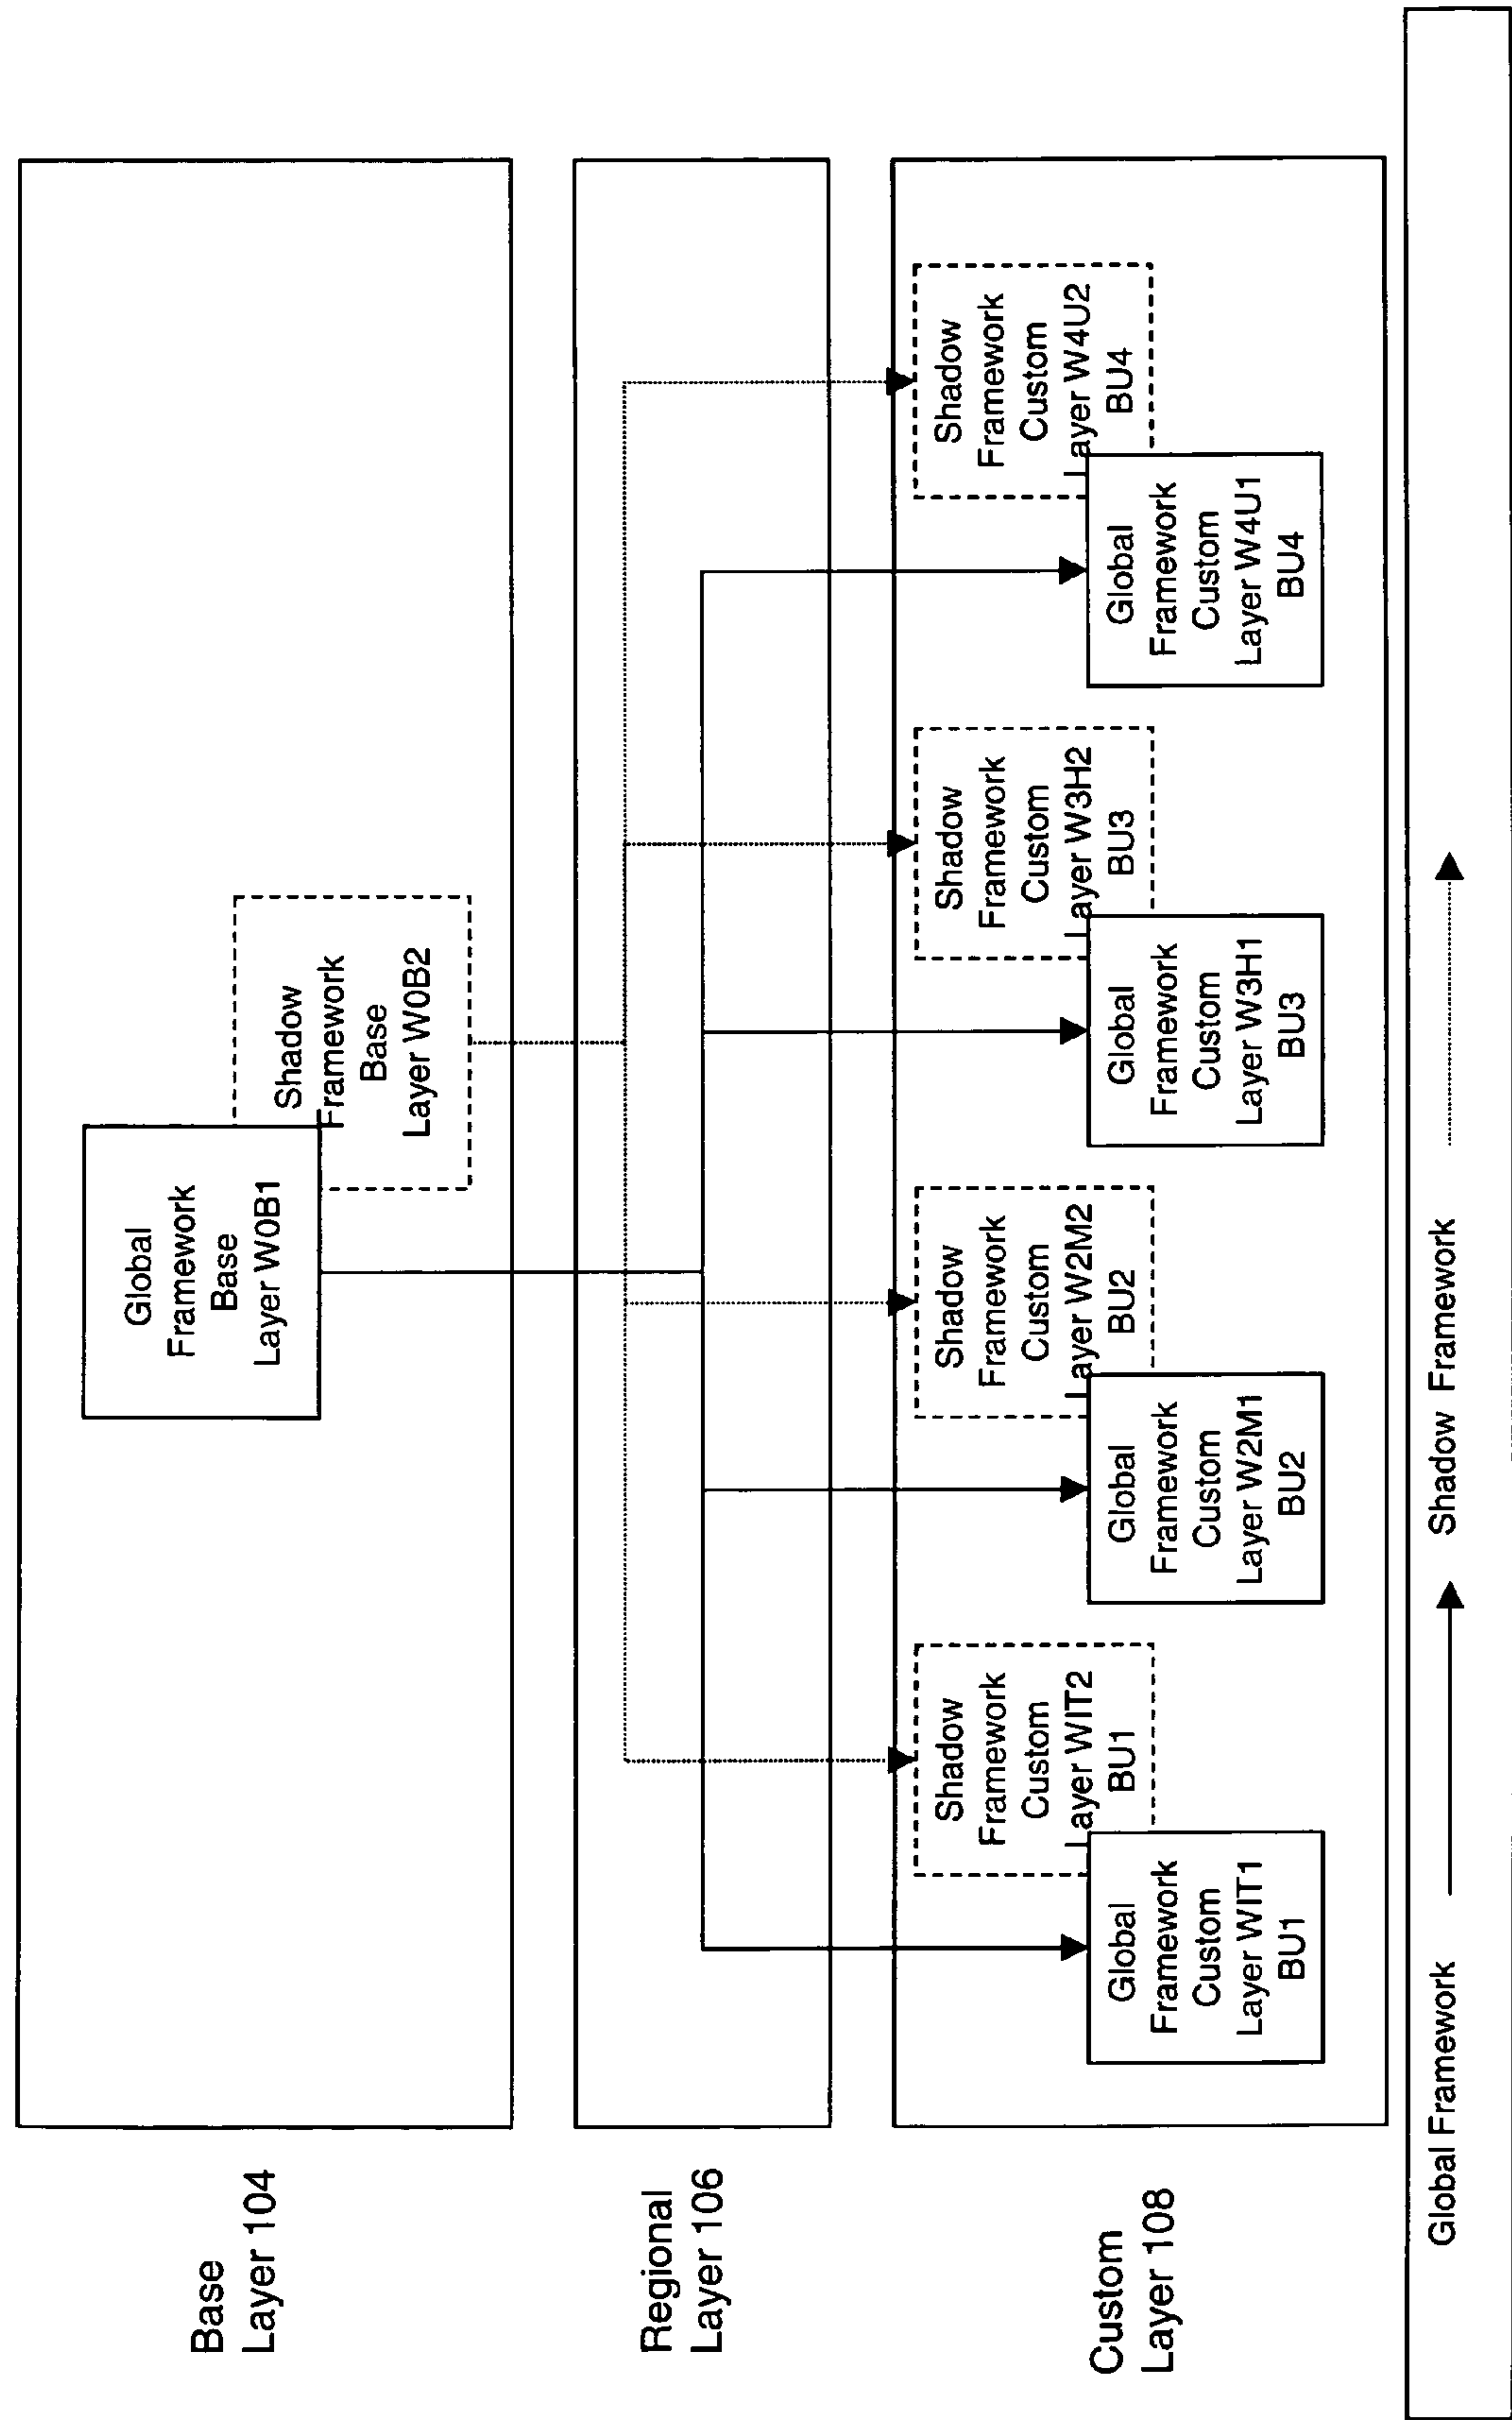 Base
Layer 104
Global
Framework
Base
Layer W0B1
Shadow
Framework
Base
Layer W0B2
Regional
Layer 106
Custom
Layer 108
Global
Framework
Custom
Layer WIT1
BU1
Shadow
Framework
Custom
Layer WIT2
BU1
Global
Framework
Custom
Layer W2M1
BU2
Shadow
Framework
Custom
Layer W2M2
BU2
Global
Framework
Custom
Layer W3H1
BU3
Shadow
Framework
Custom
Layer W3H2
BU3
Global
Framework
Custom
Layer W4U1
BU4
Shadow
Framework
Custom
Layer W4U2
BU4
Global Framework
Shadow Framework